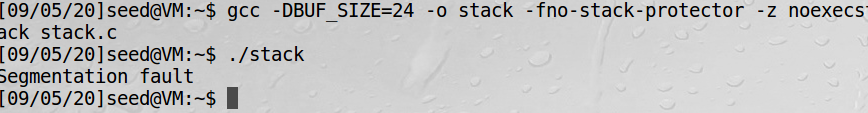 [09/05/20]seed@VM:~$ gcc -DBUF_SIZE=24 -o stack -fno-stack-protector -z noexecst
ack stack.c
[09/05/20]seed@VM:~$ ./stack
Segmentation fault
[09/05/20]seed@VM:~$